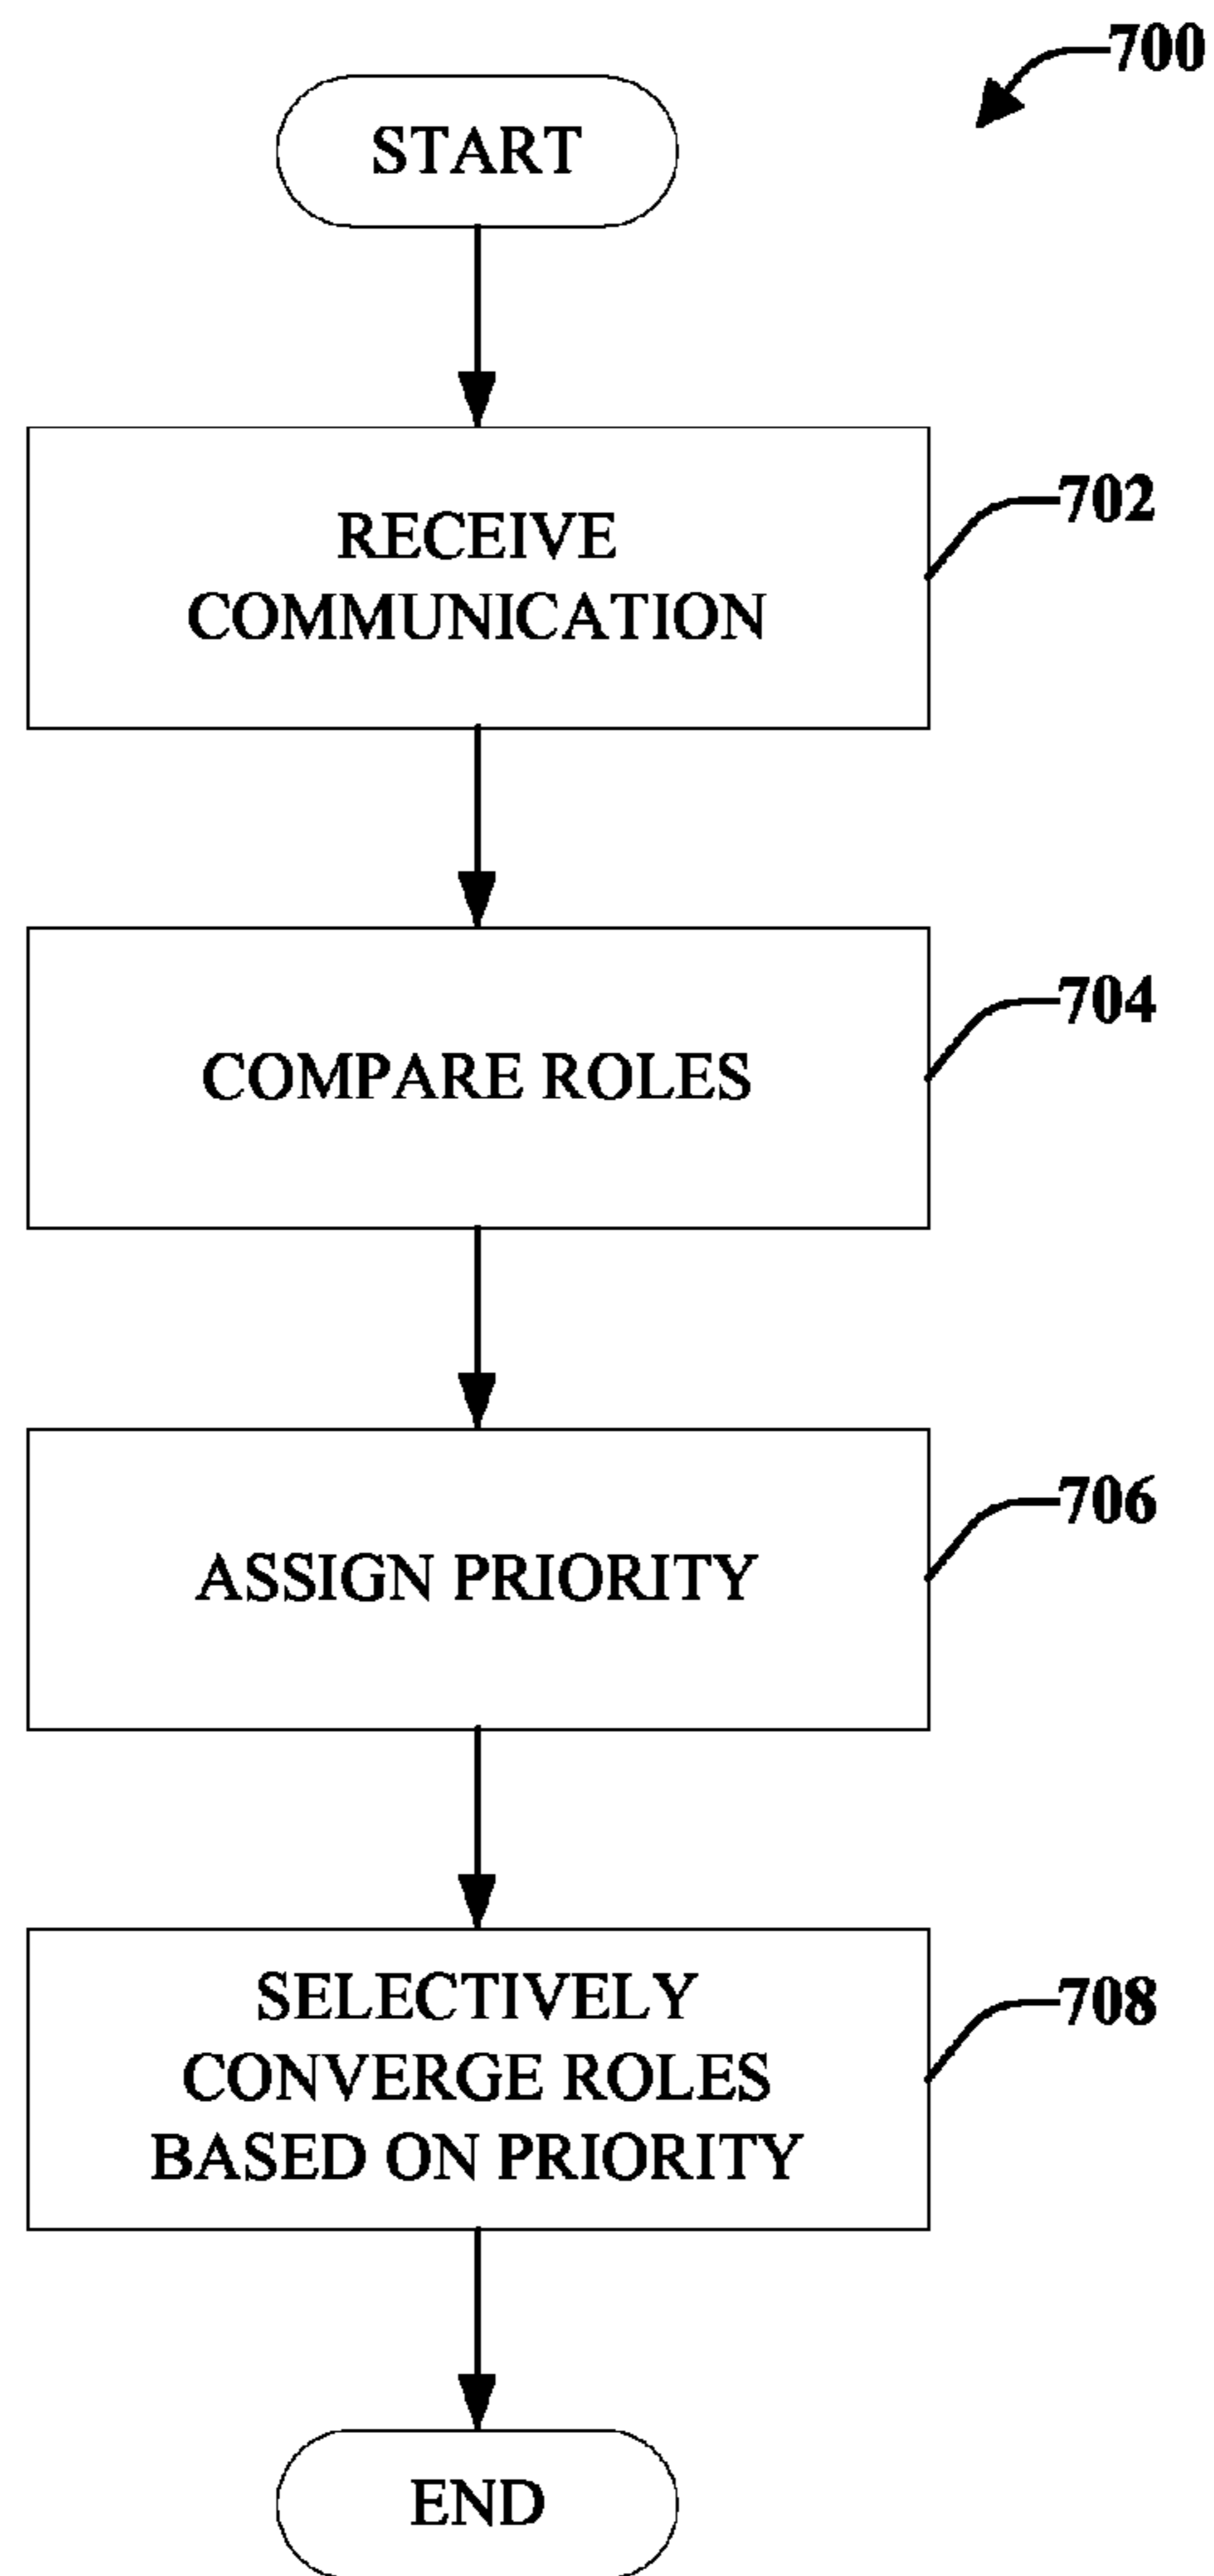 700
START
RECEIVE
COMMUNICATION
702
COMPARE ROLES
704
ASSIGN PRIORITY
706
SELECTIVELY
CONVERGE ROLES
BASED ON PRIORITY
708
END